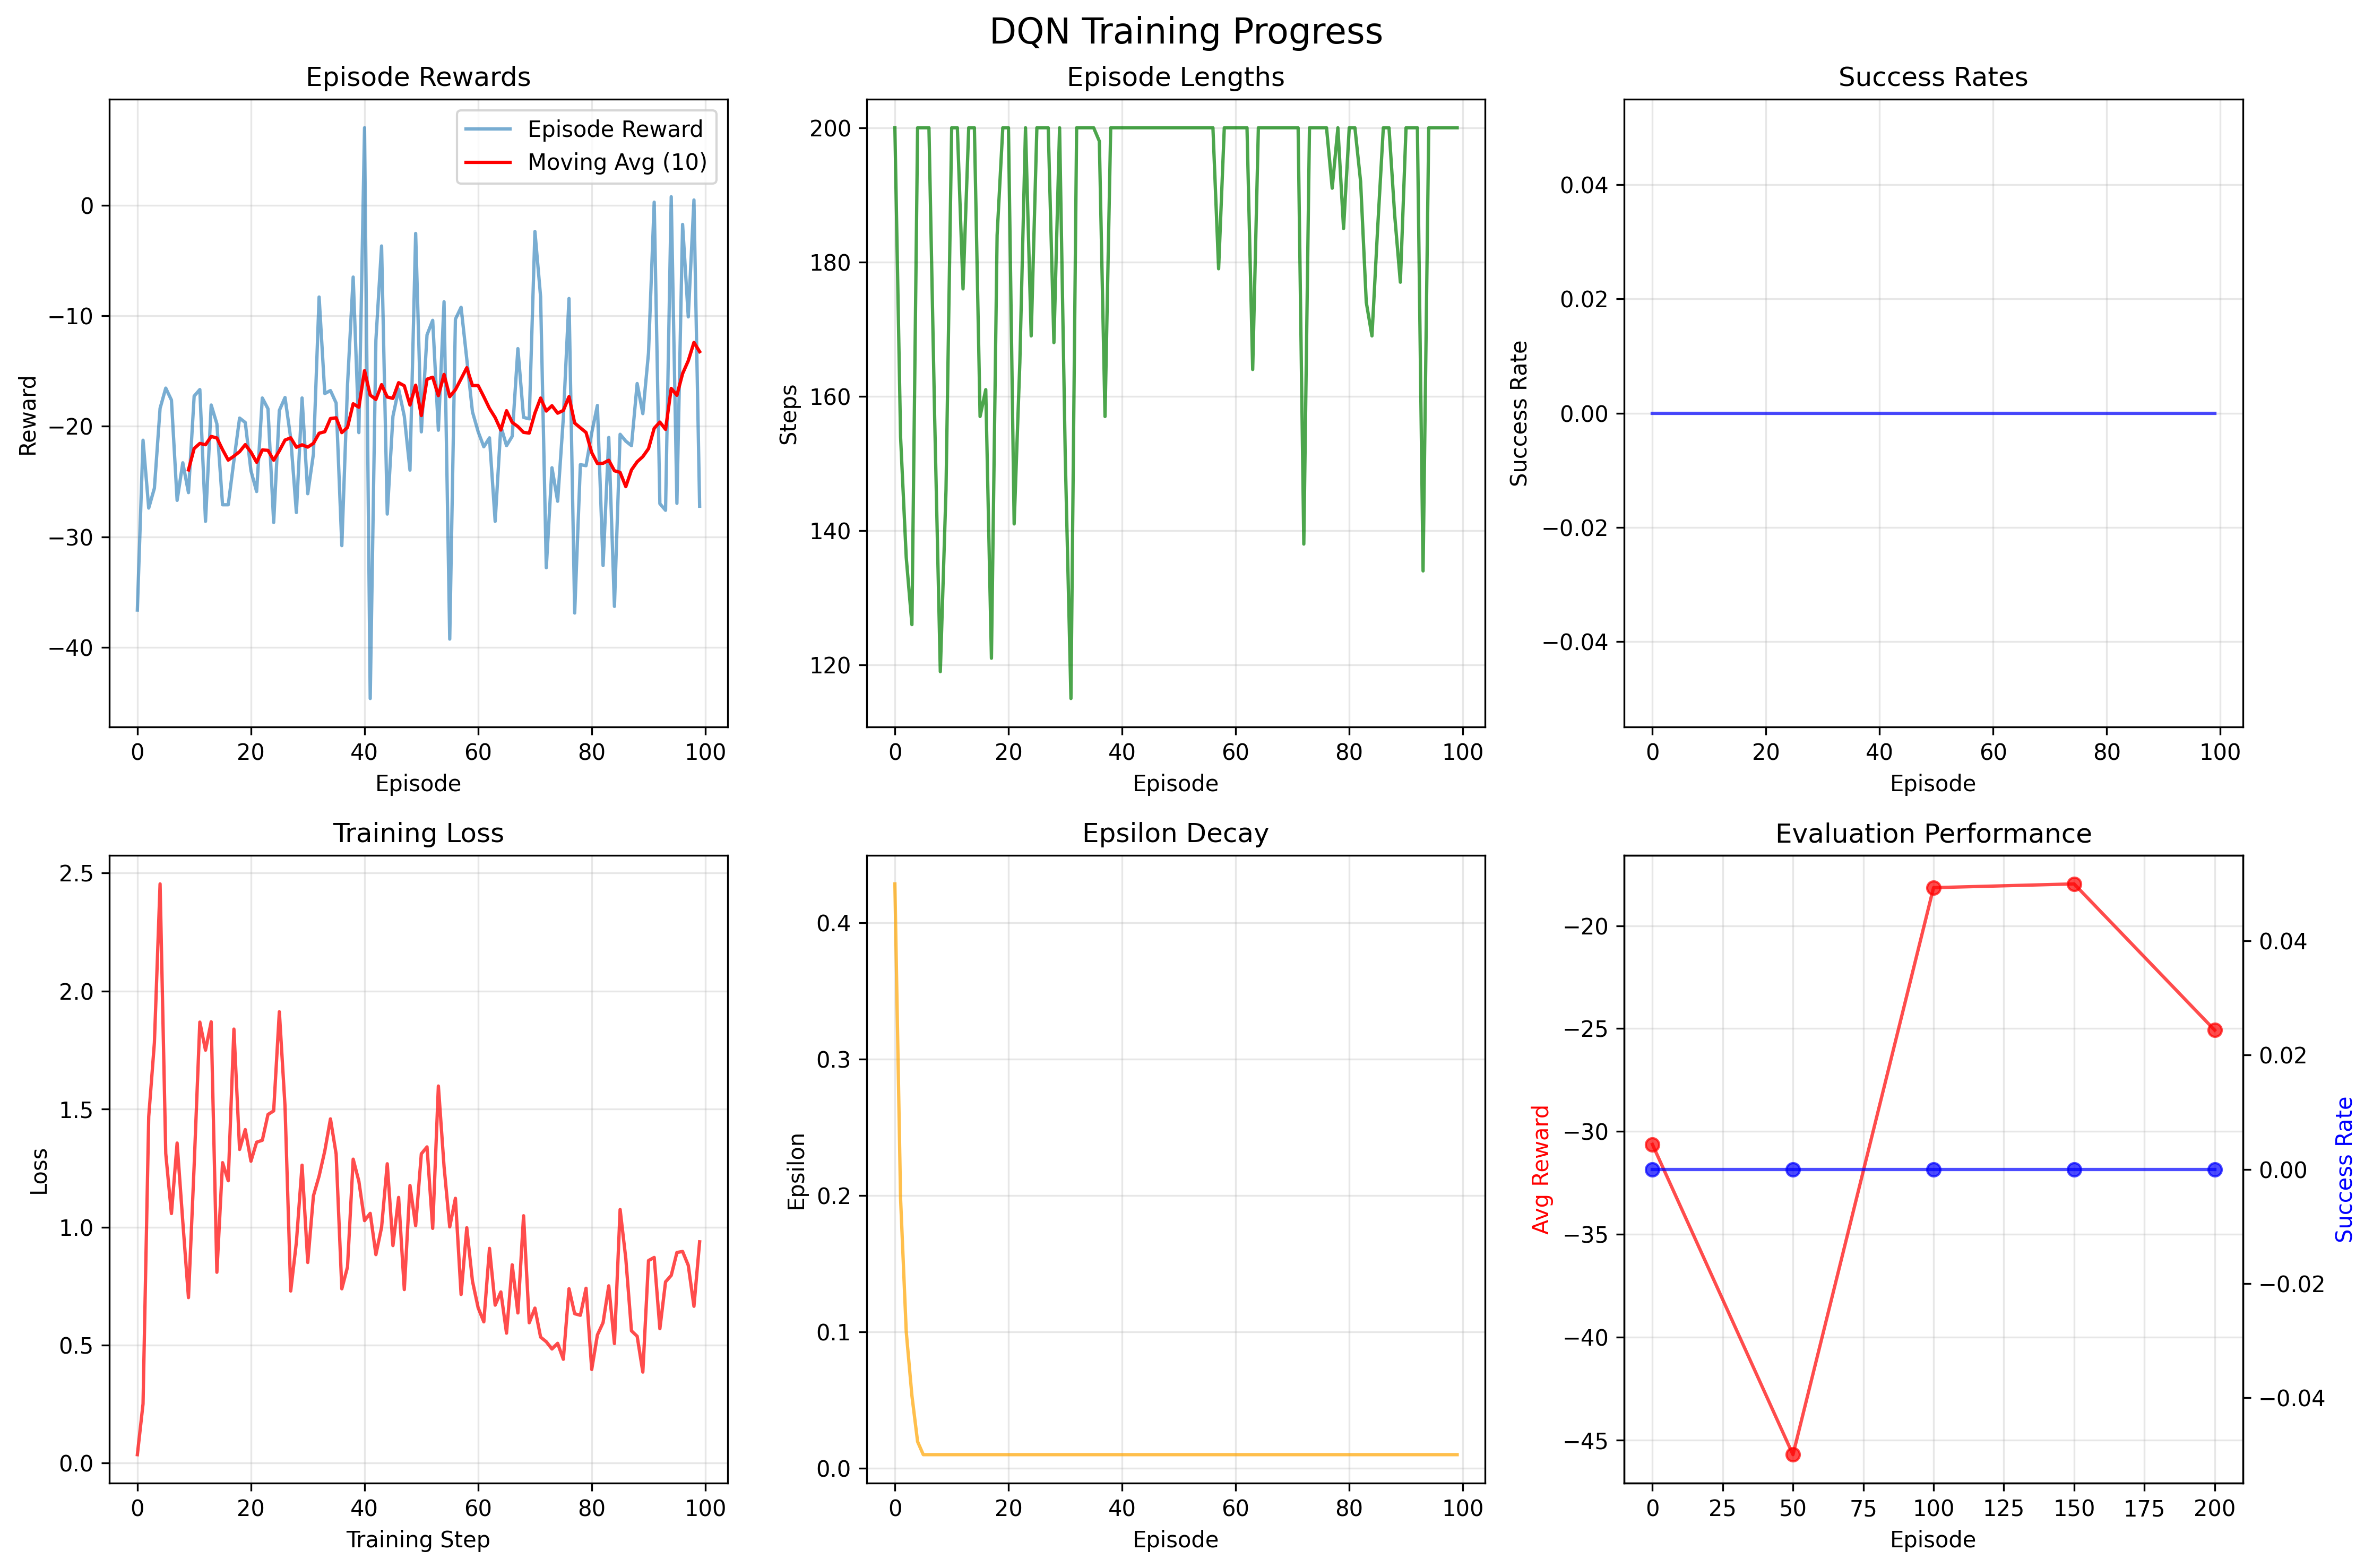 DQN Training Progress
Episode Rewards
Episode Reward
Moving Avg (10)
0
−10
−20
−30
−40
Reward
0 20 40 60 80 100
Episode
Episode Lengths
200
180
160
140
120
Steps
0 20 40 60 80 100
Episode
Success Rates
0.04
0.02
0.00
−0.02
−0.04
Success Rate
0 20 40 60 80 100
Episode
Training Loss
2.5
2.0
1.5
1.0
0.5
0.0
Loss
0 20 40 60 80 100
Training Step
Epsilon Decay
0.4
0.3
0.2
0.1
0.0
Epsilon
0 20 40 60 80 100
Episode
Evaluation Performance
−20
−25
−30
−35
−40
−45
Avg Reward
0.04
0.02
0.00
−0.02
−0.04
Success Rate
0 25 50 75 100 125 150 175 200
Episode